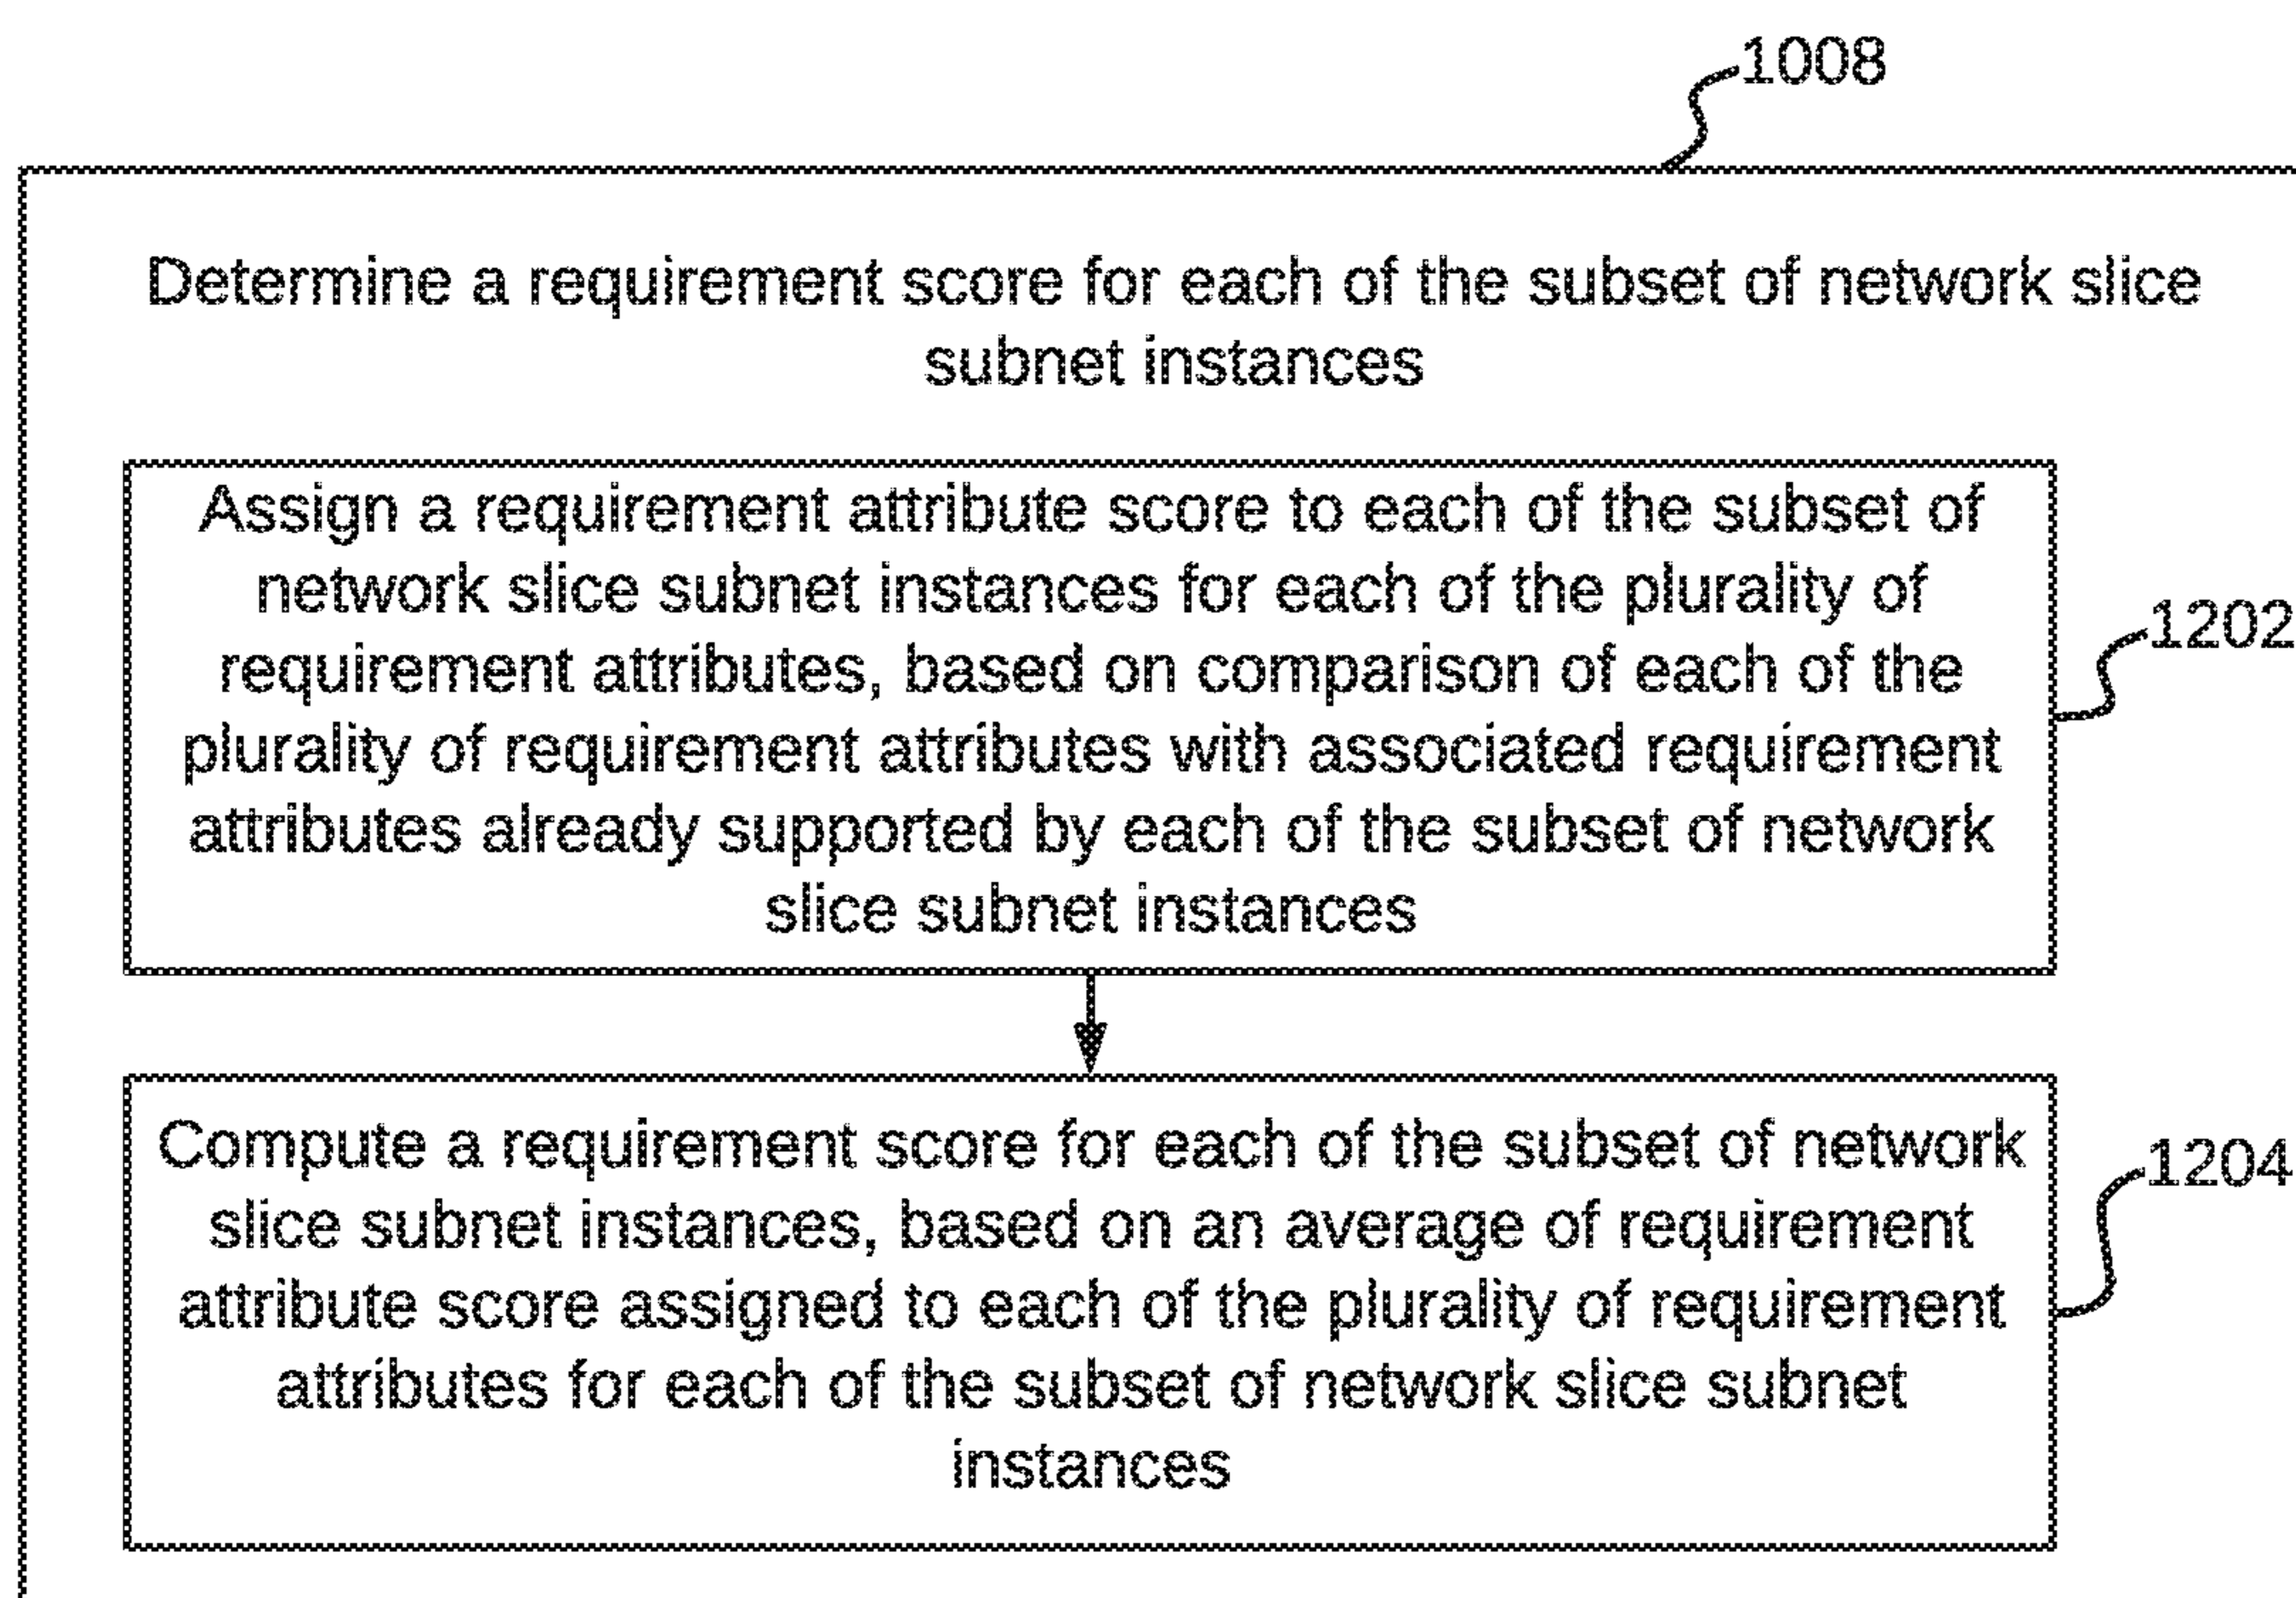 1008
Determine a requirement score for each of the subset of network slice
subnet instances
Assign a requirement attribute score to each of the subset of
network slice subnet instances for each of the plurality of
requirement attributes, based on comparison of each of the
plurality of requirement attributes with associated requirement
attributes already supported by each of the subset of network
slice subnet instances
1202
Compute a requirement score for each of the subset of network
slice subnet instances, based on an average of requirement
attribute score assigned to each of the plurality of requirement
attributes for each of the subset of network slice subnet
instances
1204